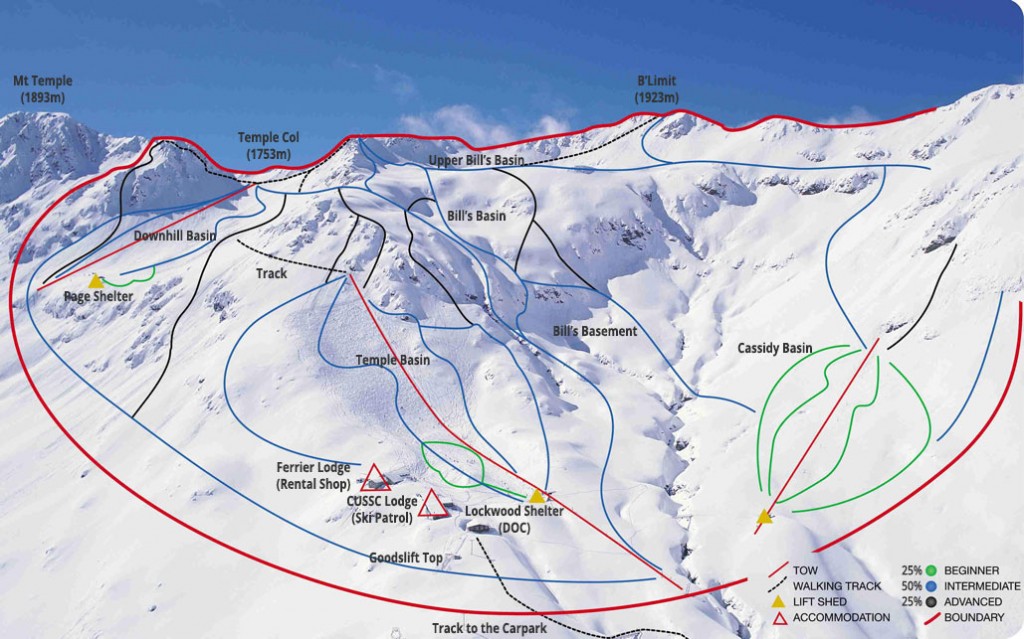 Mt Temple
(1893m)
B'Limit
(1923m)
Temple Col
(1753m)
Upper Bill's Basin
Bill's Basin
Downhill Basin
Track
Page Shelter
Bill's Basement
Cassidy Basin
Temple Basin
Ferrier Lodge
(Rental Shop)
CUSSC Lodge
(Ski Patrol)
Lockwood Shelter
(DOC)
Goodslift Top
Track to the Carpark
TOW
WALKING TRACK
LIFT SHED
ACCOMMODATION
25% BEGINNER
50% INTERMEDIATE
25% ADVANCED
BOUNDARY